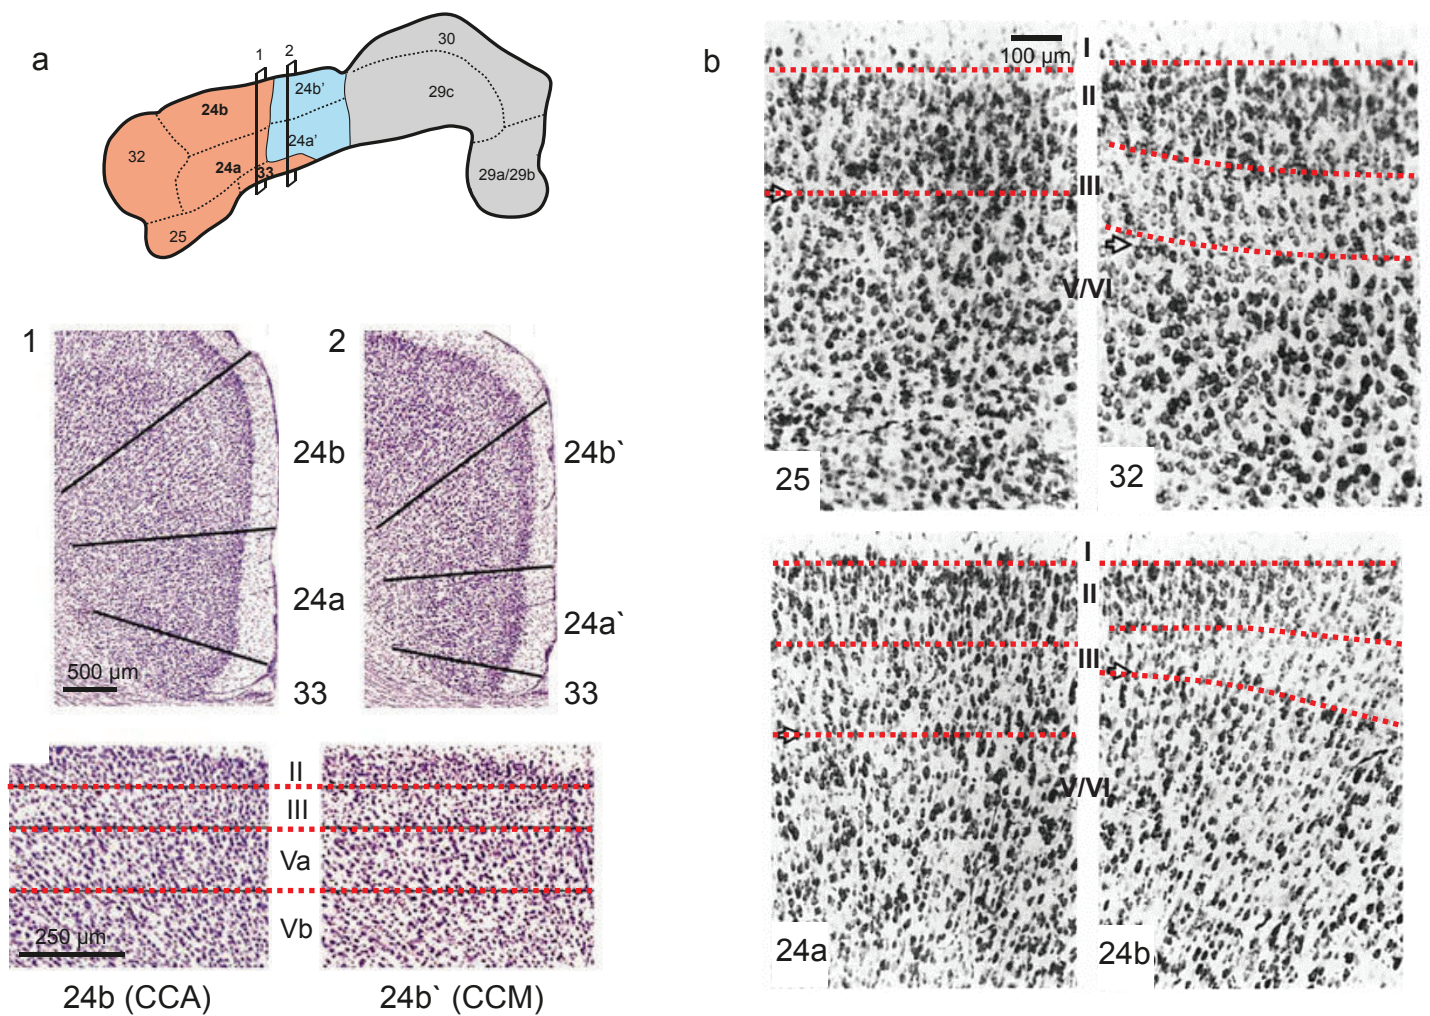 a
1
2
30
24b'
24b
29c
24a'
32
24a
33
29a/29b
25
1
2
24b
24b`
24a
24a`
500 µm
33
33
II
III
Va
Vb
250 µm
24b (CCA)
24b` (CCM)
b
100 µm
I
II
III
V/VI
25
32
I
II
III
V/VI
24a
24b